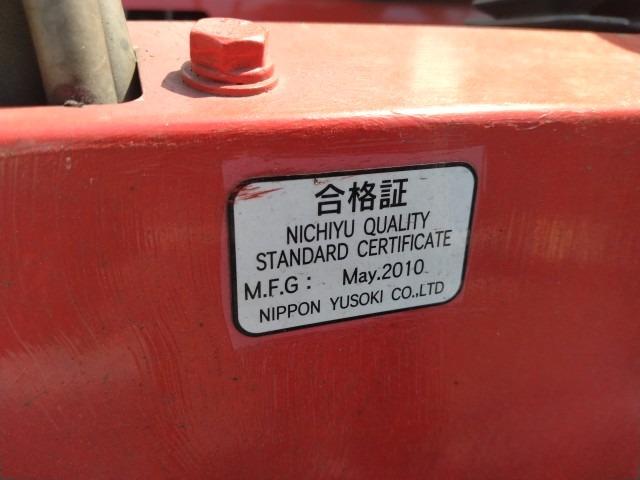 合格証
NICHIYU QUALITY
STANDARD CERTIFICATE
M.F.G : May.2010
NIPPON YUSOKI CO.,LTD